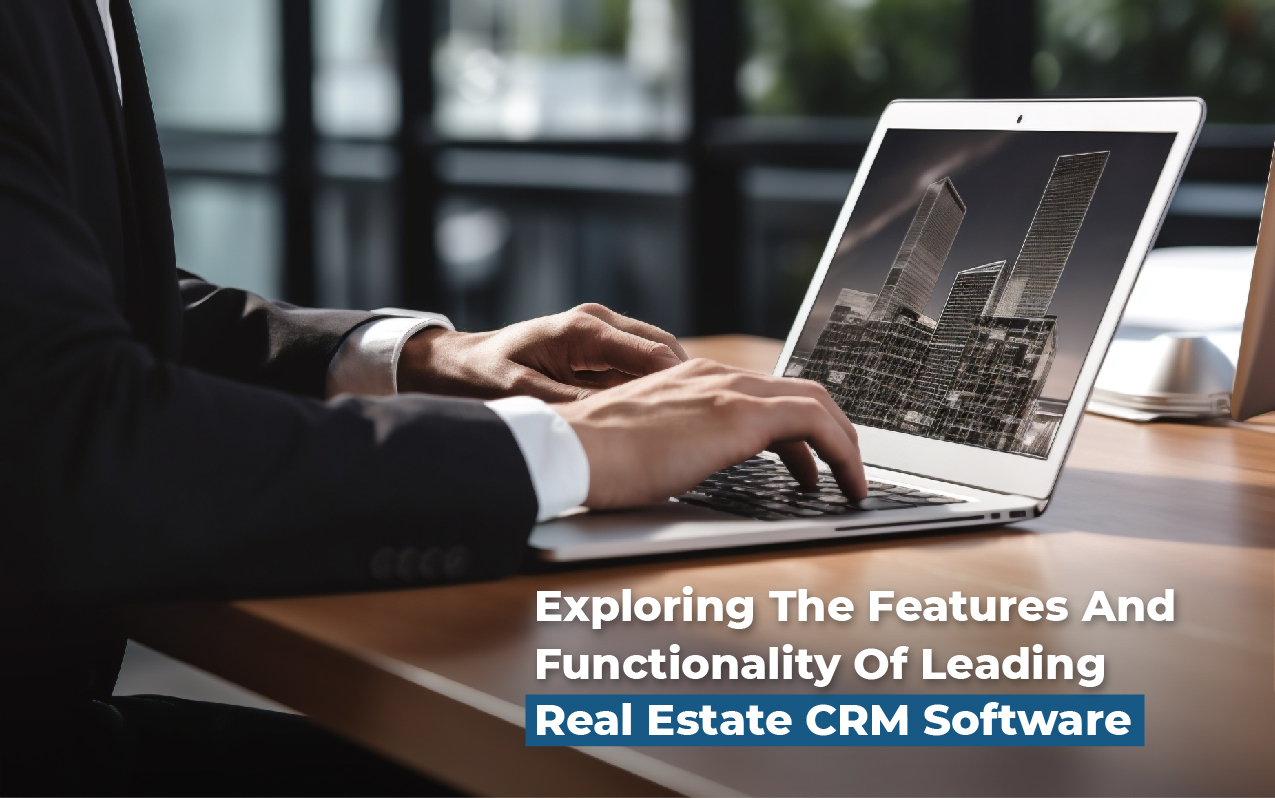 Exploring The Features And
Functionality Of Leading
Real Estate CRM Software